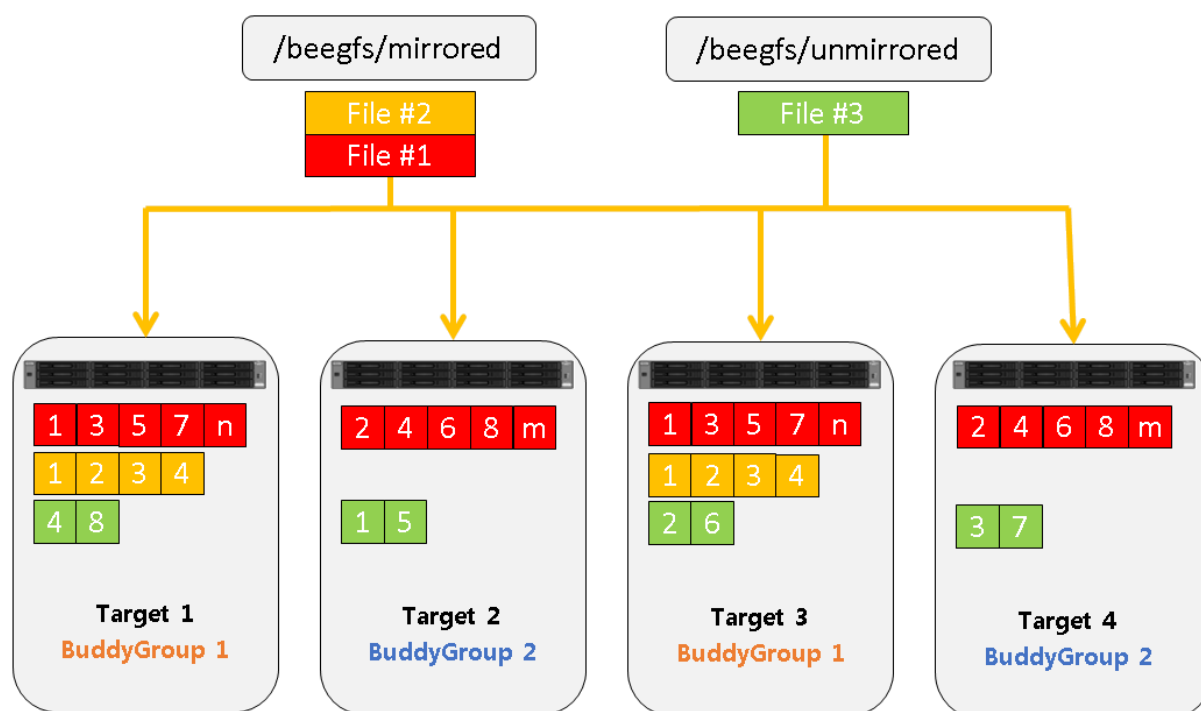 /beegfs/mirrored
/beegfs/unmirrored
File #2
File #1
File #3
1 3 5 7 n
1 2 3 4
4 8
Target 1
BuddyGroup 1
2 4 6 8 m
1 5
Target 2
BuddyGroup 2
1 3 5 7 n
1 2 3 4
2 6
Target 3
BuddyGroup 1
2 4 6 8 m
3 7
Target 4
BuddyGroup 2